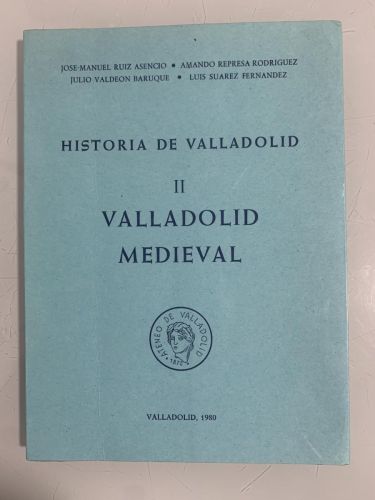 JOSE-MANUEL RUIZ ASENCIO • AMANDO REPRESA RODRIGUEZ
JULIO VALDEON BARUQUE • LUIS SUAREZ FERNANDEZ
HISTORIA DE VALLADOLID
II
VALLADOLID
MEDIEVAL
ATENEO DE VALLADOLID
· 1872 ·
VALLADOLID, 1980